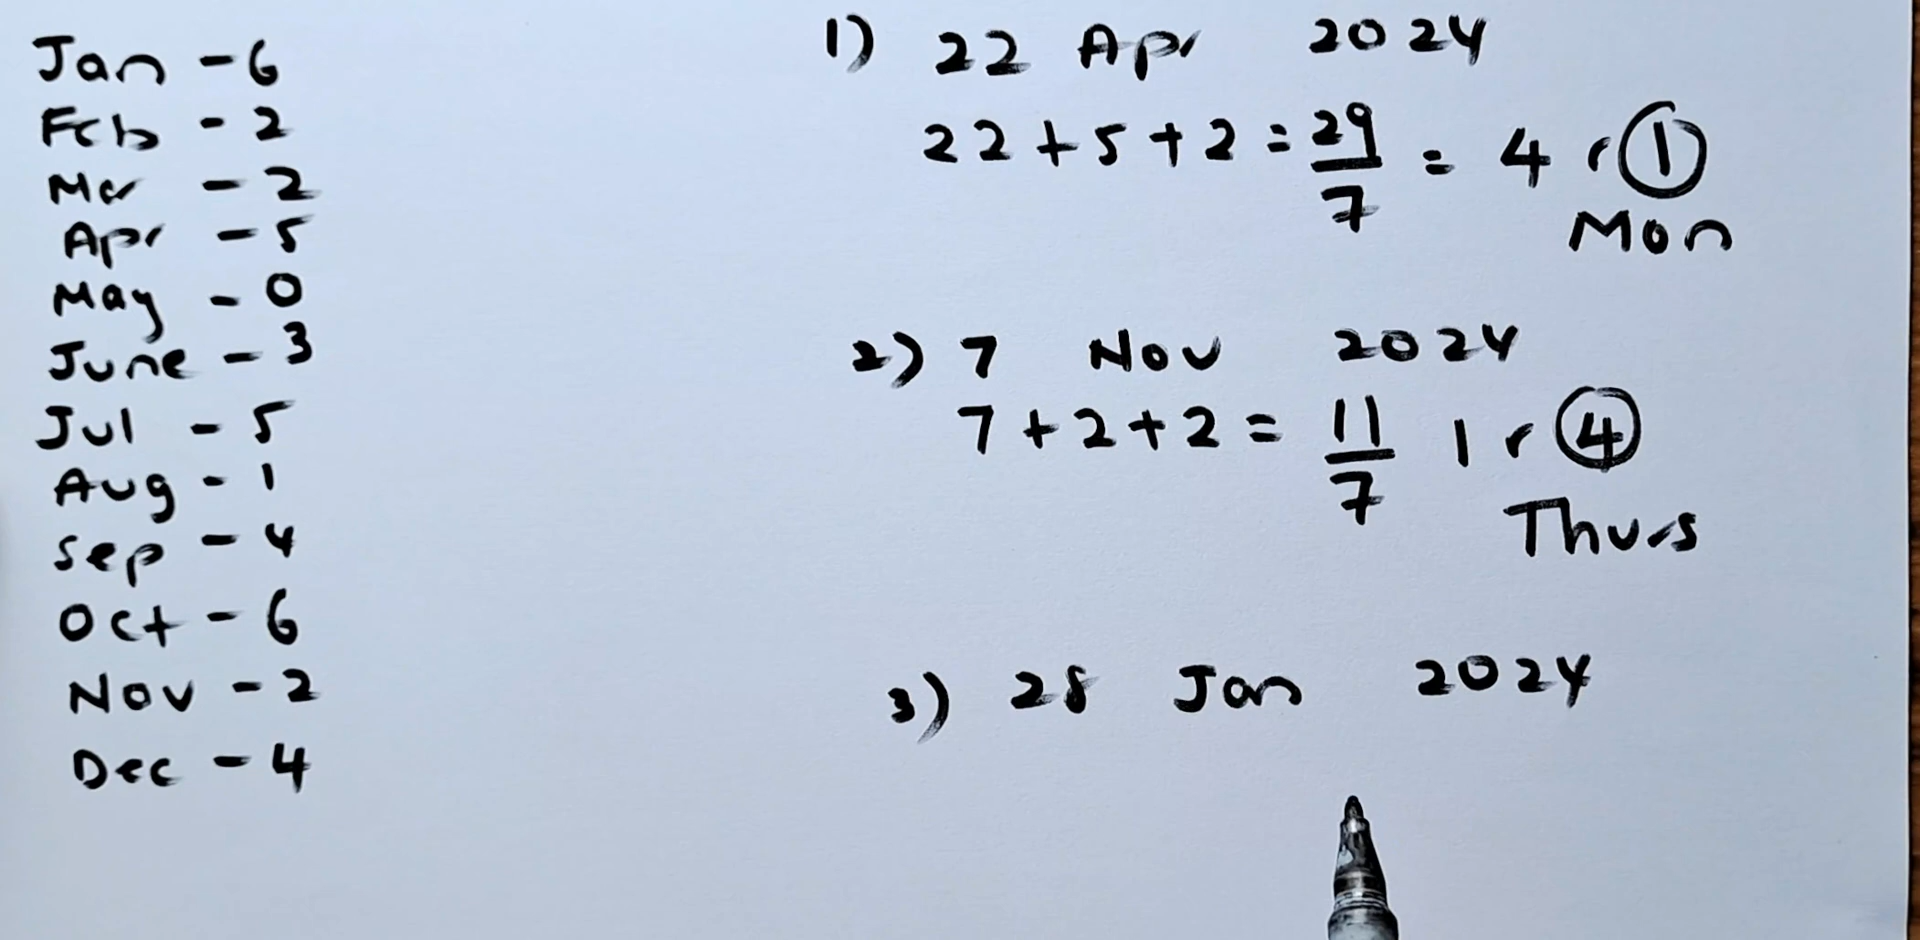 Jan - 6
Feb - 2
Mar - 2
Apr - 5
May - 0
June - 3
Jul - 5
Aug - 1
Sep - 4
Oct - 6
Nov - 2
Dec - 4
1) 22 Apr 2024
22 + 5 + 2 = 29/7 = 4 r 1
Mon
2) 7 Nov 2024
7 + 2 + 2 = 11/7 1 r 4
Thurs
3) 28 Jan 2024